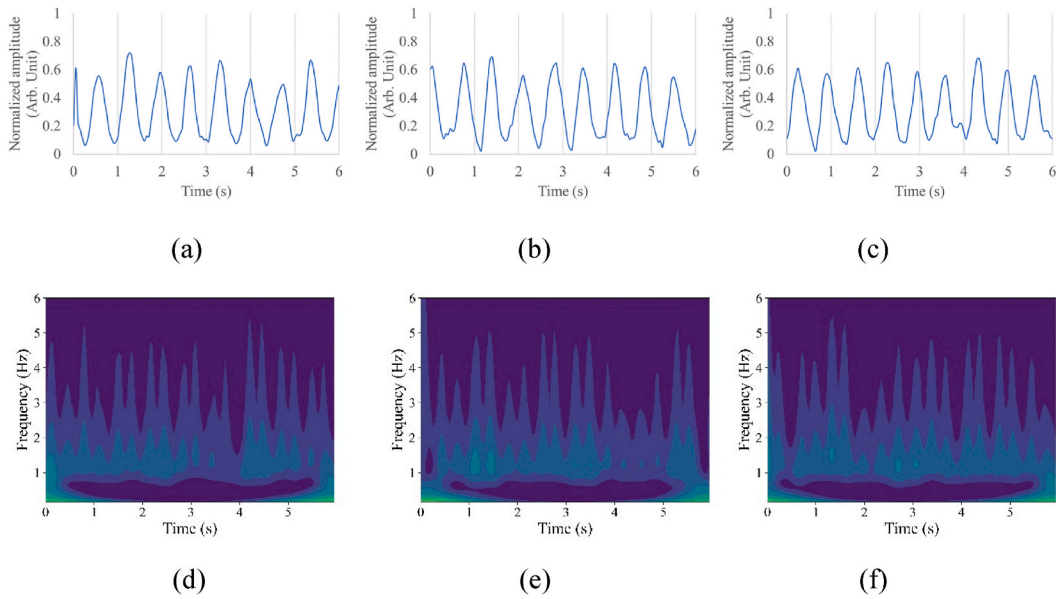 Normalized amplitude
(Arb. Unit)
1
0.8
0.6
0.4
0.2
0
0 1 2 3 4 5 6
Time (s)
(a)
Normalized amplitude
(Arb. Unit)
1
0.8
0.6
0.4
0.2
0
0 1 2 3 4 5 6
Time (s)
(b)
Normalized amplitude
(Arb. Unit)
1
0.8
0.6
0.4
0.2
0
0 1 2 3 4 5 6
Time (s)
(c)
Frequency (Hz)
6
5
4
3
2
1
0 1 2 3 4 5
Time (s)
(d)
Frequency (Hz)
6
5
4
3
2
1
0 1 2 3 4 5
Time (s)
(e)
Frequency (Hz)
6
5
4
3
2
1
0 1 2 3 4 5
Time (s)
(f)